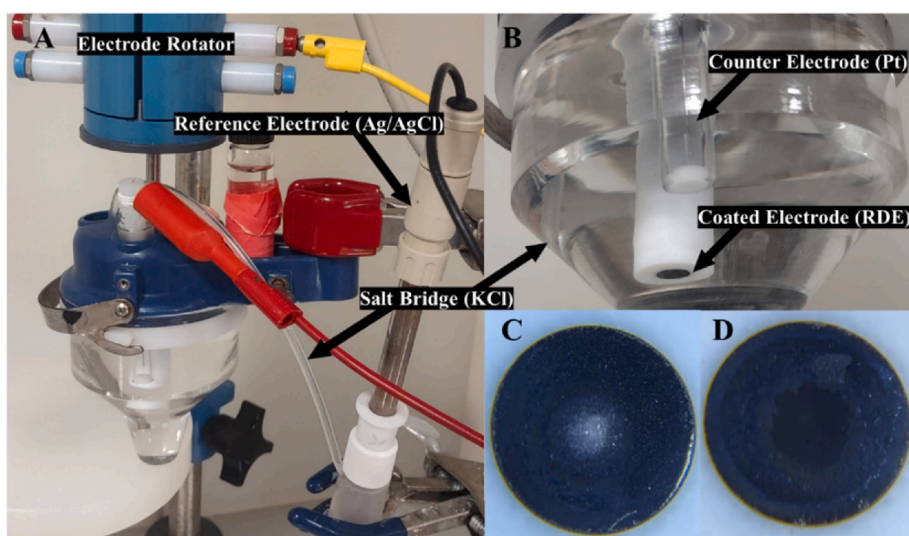 A
Electrode Rotator
Reference Electrode (Ag/AgCl)
Salt Bridge (KCl)
B
Counter Electrode (Pt)
Coated Electrode (RDE)
C
D